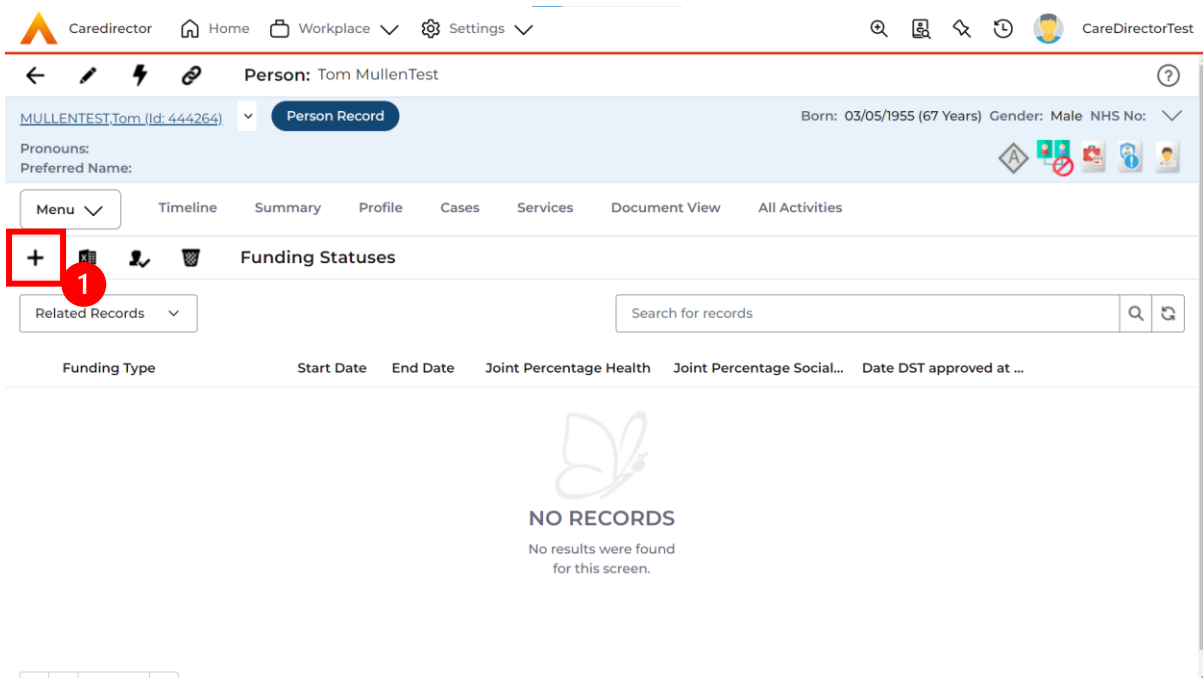 Caredirector Home Workplace Settings CareDirectorTest
Person: Tom MullenTest
MULLENTEST,Tom (Id: 444264) Person Record Born: 03/05/1955 (67 Years) Gender: Male NHS No:
Pronouns:
Preferred Name:
A
Menu Timeline Summary Profile Cases Services Document View All Activities
Funding Statuses
1
Related Records Search for records
Funding Type Start Date End Date Joint Percentage Health Joint Percentage Social... Date DST approved at ...
NO RECORDS
No results were found
for this screen.